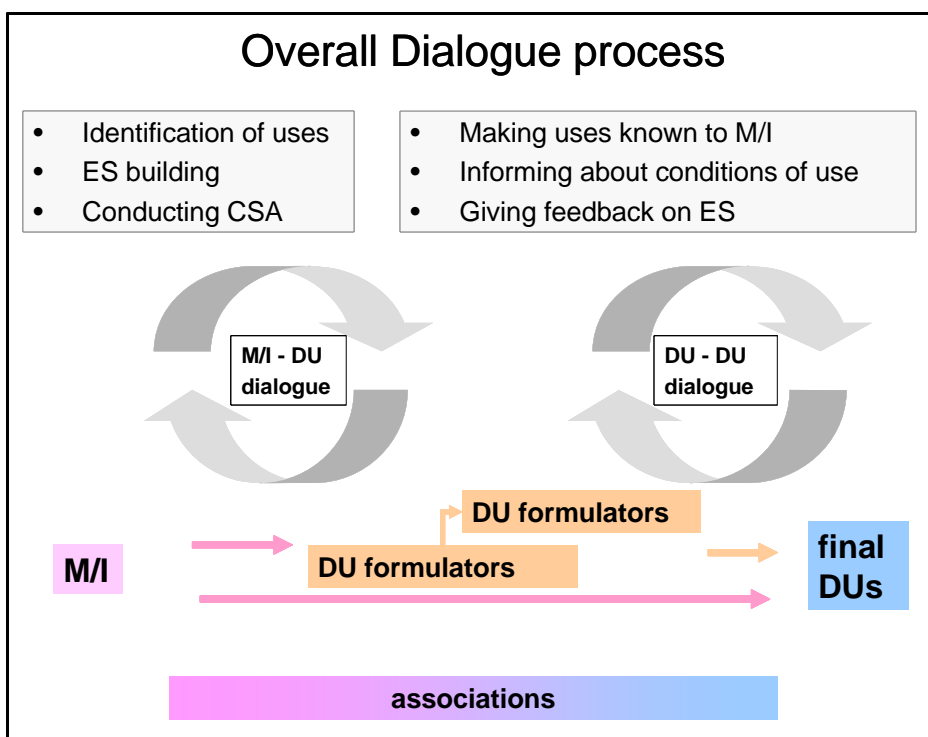 Overall Dialogue process
• Identification of uses
• ES building
• Conducting CSA
• Making uses known to M/I
• Informing about conditions of use
• Giving feedback on ES
M/I - DU
dialogue
DU - DU
dialogue
DU formulators
DU formulators
M/I
final
DUs
associations